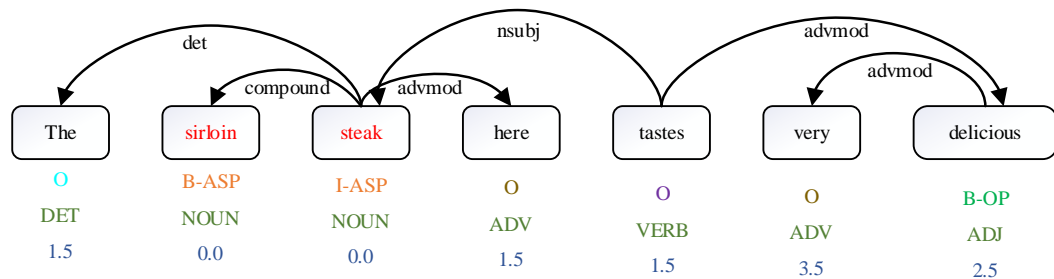 det
nsubj
advmod
compound
advmod
advmod
The sirloin steak here tastes very delicious
O B-ASP I-ASP O O O B-OP
DET NOUN NOUN ADV VERB ADV ADJ
1.5 0.0 0.0 1.5 1.5 3.5 2.5